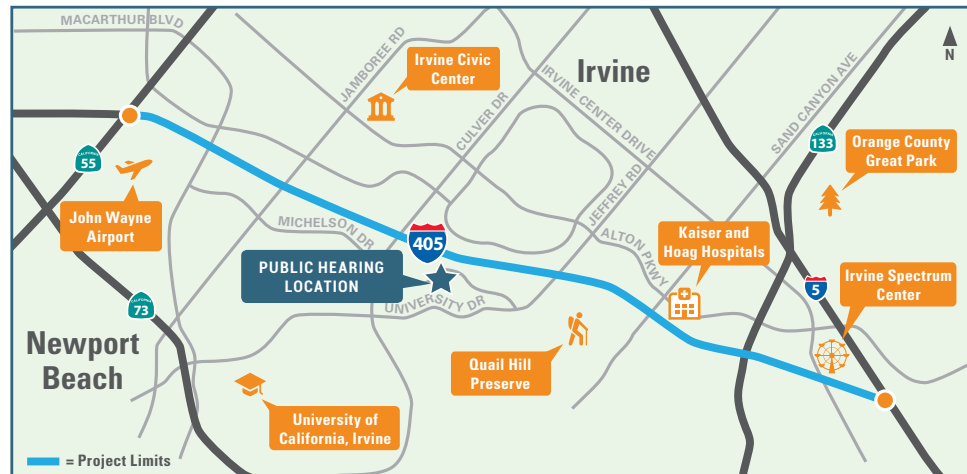 MACARTHUR BLVD
JAMBOREE RD
Irvine Civic
Center
CULVER DR
IRVINE CENTER DRIVE
Irvine
SAND CANYON AVE
N
CALIFORNIA
55
CALIFORNIA
133
Orange County
Great Park
John Wayne
Airport
MICHELSON DR
405
JEFFREY RD
ALTON PKWY
Kaiser and
Hoag Hospitals
PUBLIC HEARING
LOCATION
UNIVERSITY DR
5
Irvine Spectrum
Center
CALIFORNIA
73
Newport
Beach
Quail Hill
Preserve
University of
California, Irvine
= Project Limits